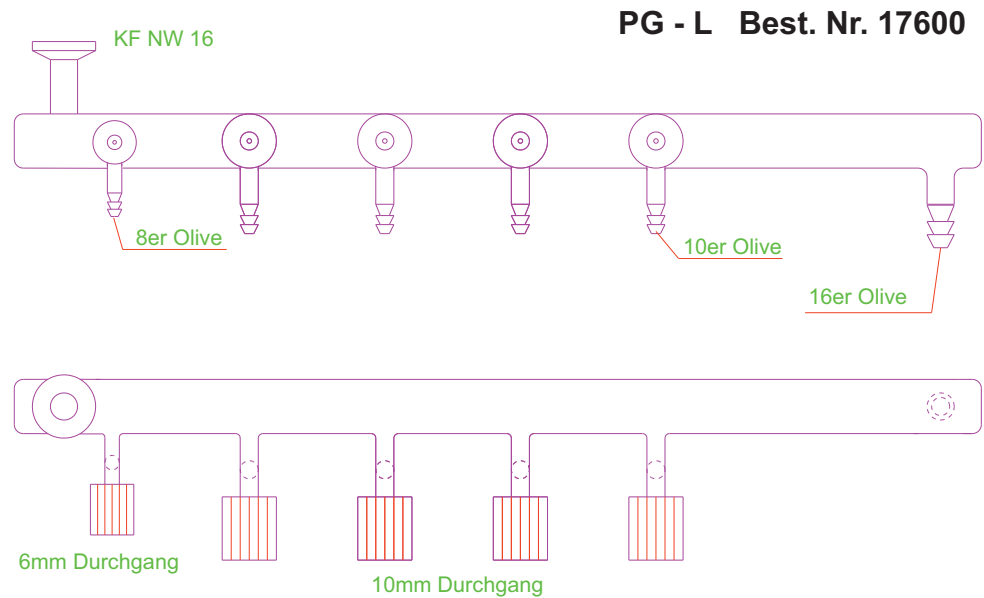 PG - L Best. Nr. 17600
KF NW 16
8er Olive
10er Olive
16er Olive
6mm Durchgang
10mm Durchgang